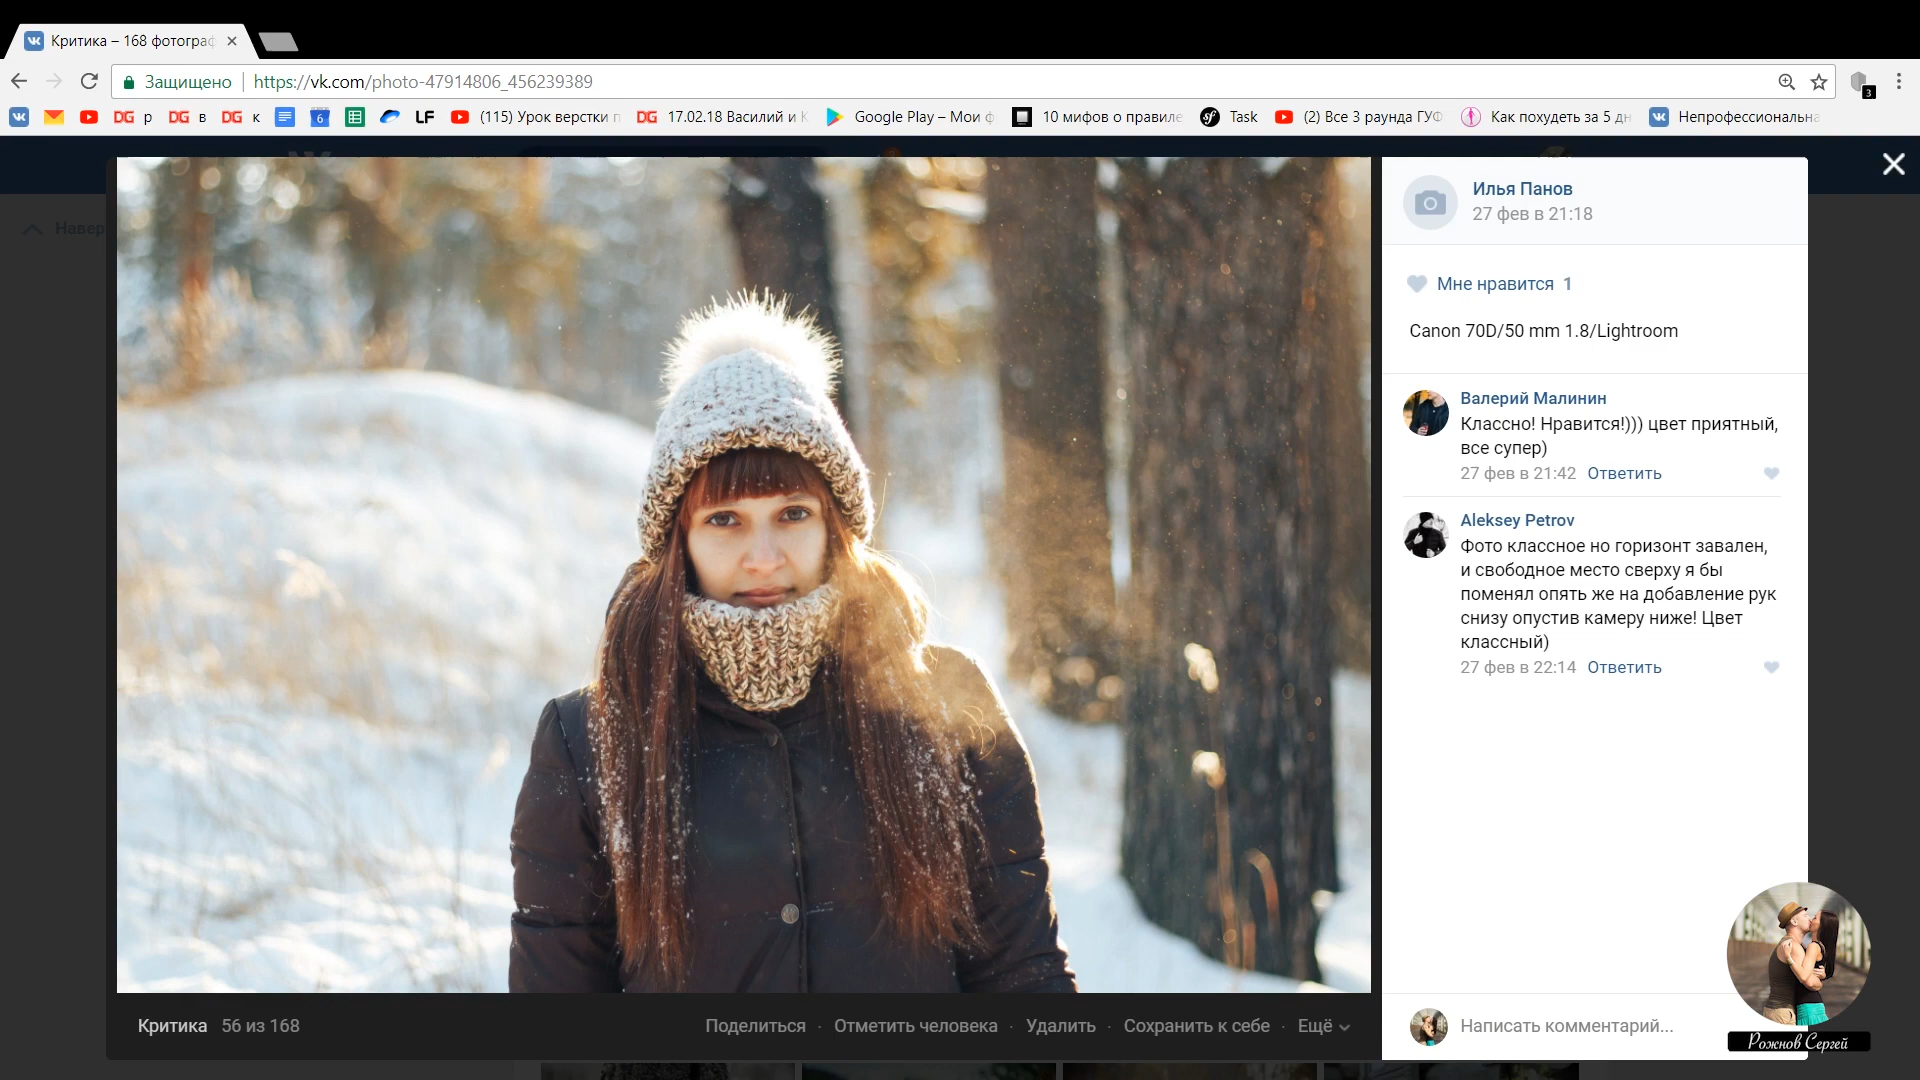 Критика – 168 фотограф
Защищено https://vk.com/photo-47914806_456239389
3
DG р DG в DG к 6 LF (115) Урок верстки п DG 17.02.18 Василий и К Google Play – Мои ф 10 мифов о правиле Task (2) Все 3 раунда ГУФ Как похудеть за 5 дн Непрофессиональна
Навер
Илья Панов
27 фев в 21:18
Мне нравится 1
Canon 70D/50 mm 1.8/Lightroom
Валерий Малинин
Классно! Нравится!))) цвет приятный,
все супер)
27 фев в 21:42 Ответить
Aleksey Petrov
Фото классное но горизонт завален,
и свободное место сверху я бы
поменял опять же на добавление рук
снизу опустив камеру ниже! Цвет
классный)
27 фев в 22:14 Ответить
Критика 56 из 168
Поделиться · Отметить человека · Удалить · Сохранить к себе · Ещё
Написать комментарий...
Рожнов Сергей